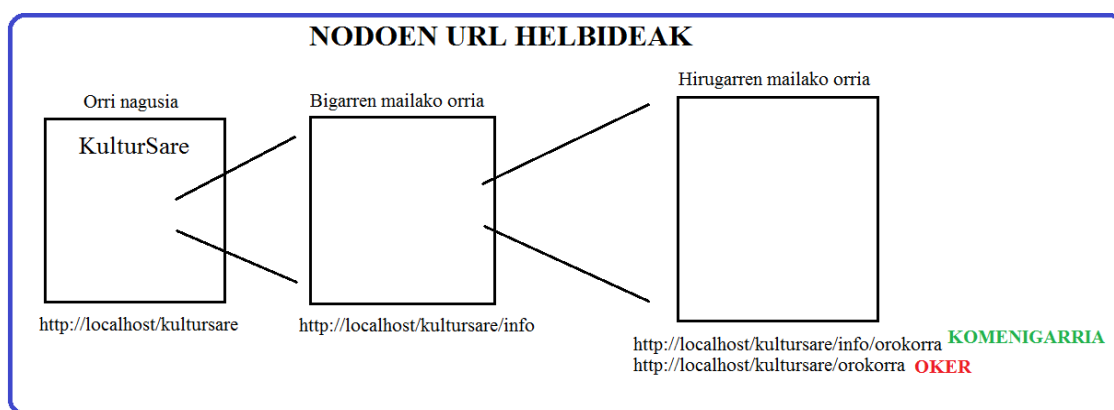 NODOEN URL HELBIDEAK
Orri nagusia
KulturSare
http://localhost/kultursare
Bigarren mailako orria
http://localhost/kultursare/info
Hirugarren mailako orria
http://localhost/kultursare/info/orokorra KOMENIGARRIA
http://localhost/kultursare/orokorra OKER